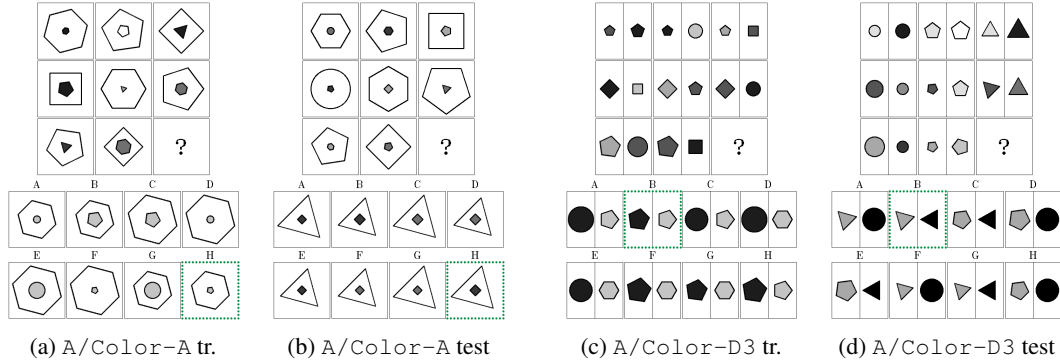 ? ? ? ?
A B C D A B C D A B C D A B C D
E F G H E F G H E F G H E F G H
(a) A/Color-A tr. (b) A/Color-A test (c) A/Color-D3 tr. (d) A/Color-D3 test